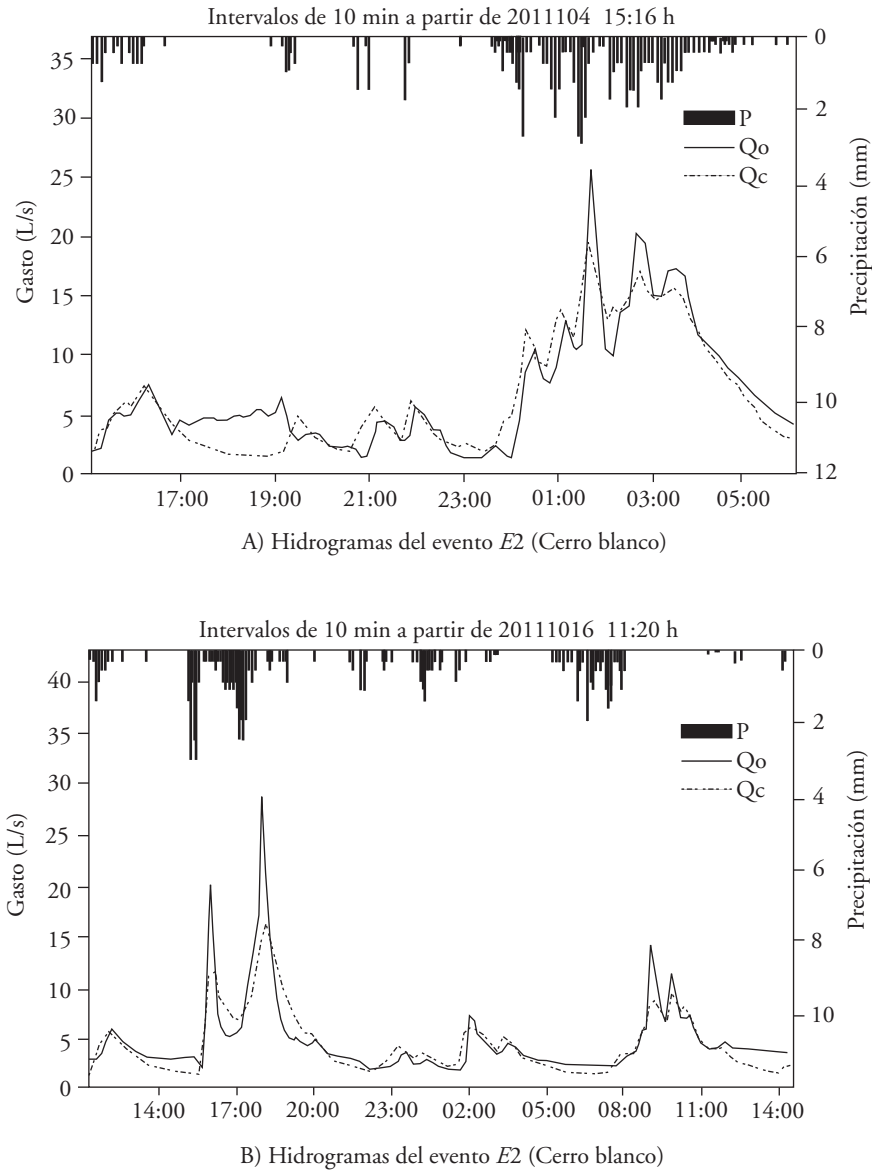 Intervalos de 10 min a partir de 2011104 15:16 h
35
30
25
20
15
10
5
0
Gasto (L/s)
0
2
4
6
8
10
12
Precipitación (mm)
P
Qo
Qc
17:00 19:00 21:00 23:00 01:00 03:00 05:00
A) Hidrogramas del evento E2 (Cerro blanco)
Intervalos de 10 min a partir de 20111016 11:20 h
40
35
30
25
20
15
10
5
0
Gasto (L/s)
0
2
4
6
8
10
Precipitación (mm)
P
Qo
Qc
14:00 17:00 20:00 23:00 02:00 05:00 08:00 11:00 14:00
B) Hidrogramas del evento E2 (Cerro blanco)